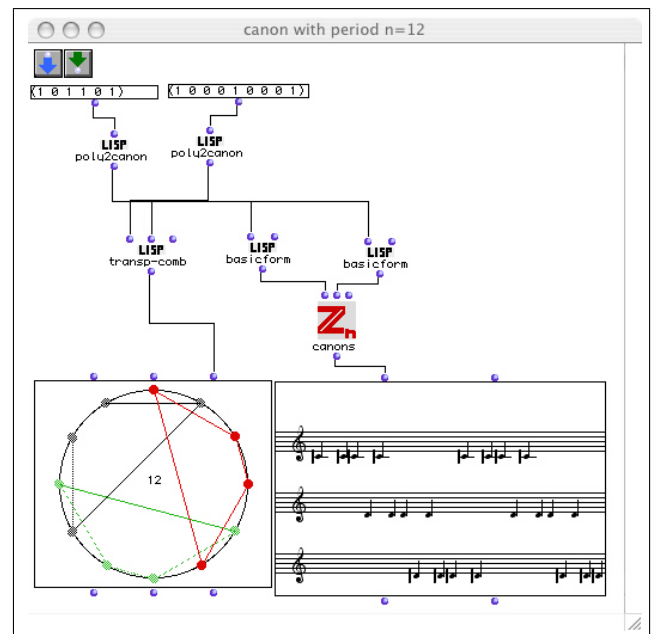 canon with period n=12
(1 0 1 1 0 1) (1 0 0 0 1 0 0 0 1)
LISP LISP
poly2canon poly2canon
LISP LISP LISP
transp-comb basicform basicform
Zn
canons
12